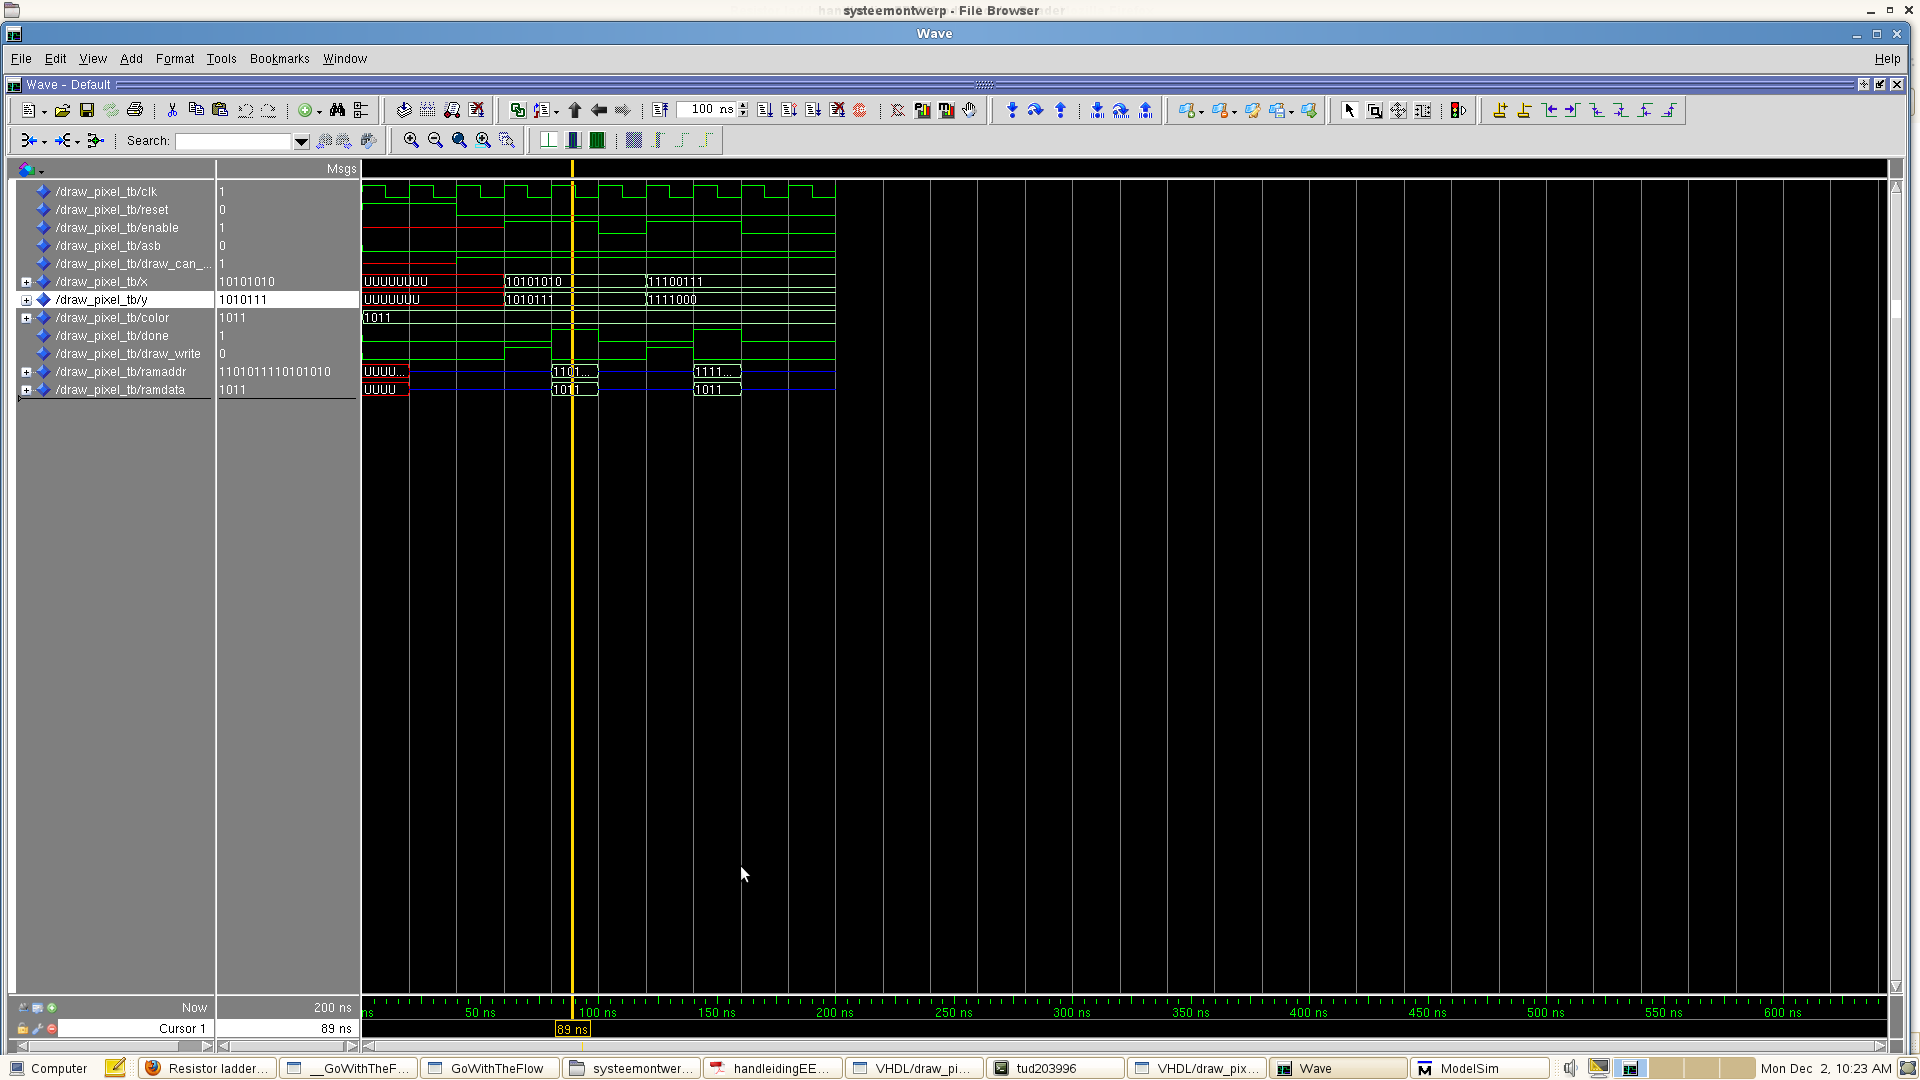 systeemontwerp - File Browser
Wave
File Edit View Add Format Tools Bookmarks Window Help
Wave - Default
100 ns
Search:
Msgs
/draw_pixel_tb/clk 1
/draw_pixel_tb/reset 0
/draw_pixel_tb/enable 1
/draw_pixel_tb/asb 0
/draw_pixel_tb/draw_can_... 1
/draw_pixel_tb/x 10101010 UUUUUUUU 10101010 11100111
/draw_pixel_tb/y 1010111 UUUUUUU 1010111 1111000
/draw_pixel_tb/color 1011 1011
/draw_pixel_tb/done 1
/draw_pixel_tb/draw_write 0
/draw_pixel_tb/ramaddr 1101011110101010 UUUU... 1101... 1111...
/draw_pixel_tb/ramdata 1011 UUUU 1011 1011
Now 200 ns ns 50 ns 100 ns 150 ns 200 ns 250 ns 300 ns 350 ns 400 ns 450 ns 500 ns 550 ns 600 ns
Cursor 1 89 ns 89 ns
Computer Resistor ladder... __GoWithTheF... GoWithTheFlow systeemontwer... handleidingEE... VHDL/draw_pi... tud203996 VHDL/draw_pix... Wave ModelSim Mon Dec 2, 10:23 AM